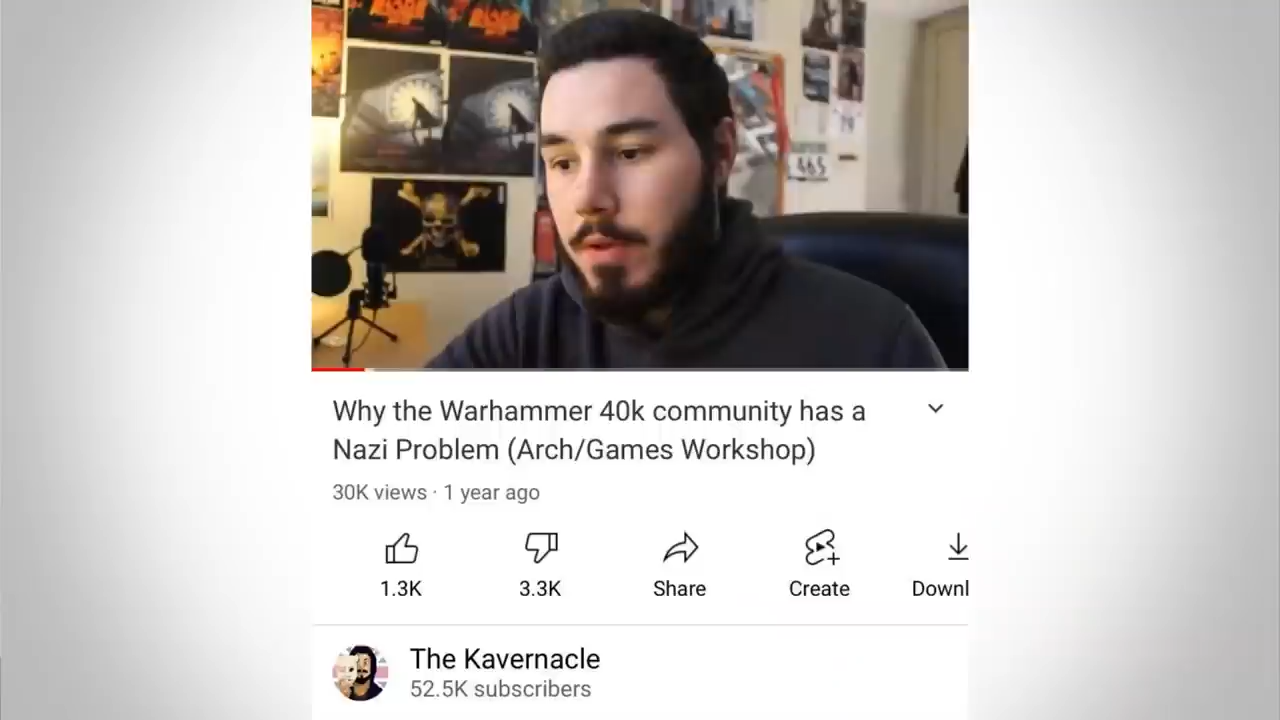 465
Why the Warhammer 40k community has a
Nazi Problem (Arch/Games Workshop)
30K views · 1 year ago
1.3K
3.3K
Share
Create
Downl
The Kavernacle
52.5K subscribers